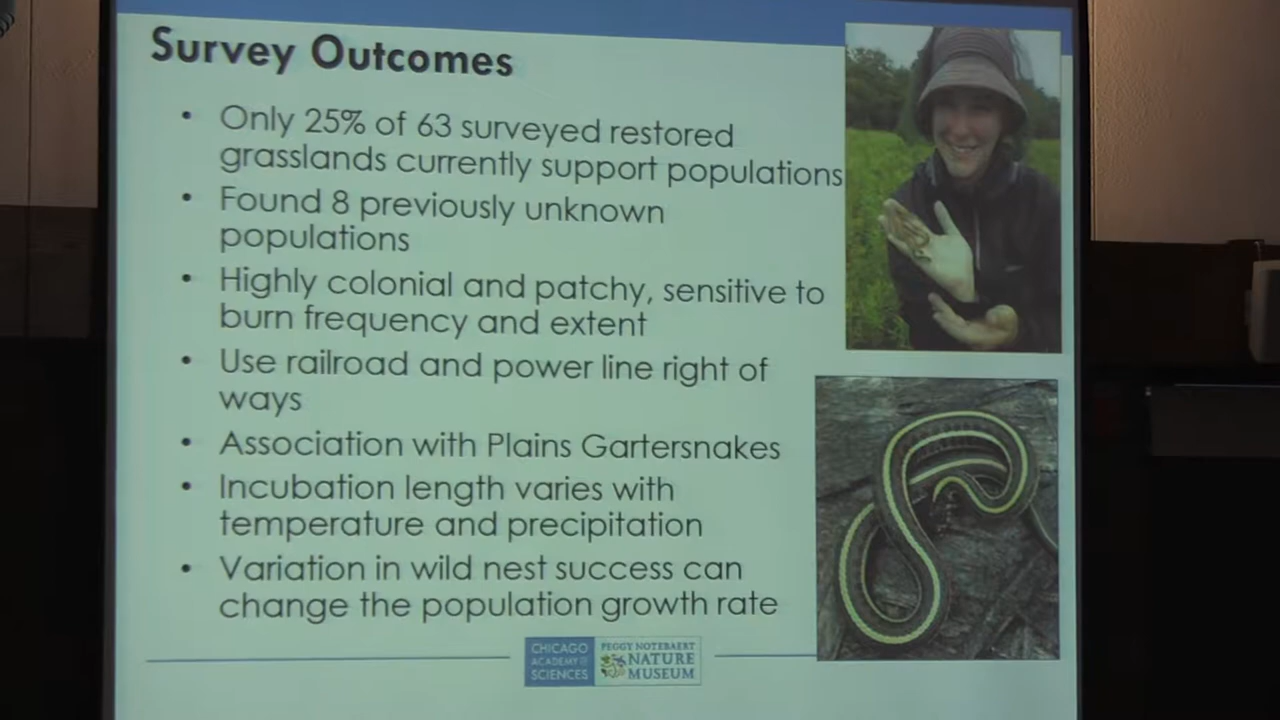 Survey Outcomes
• Only 25% of 63 surveyed restored
grasslands currently support populations
• Found 8 previously unknown
populations
• Highly colonial and patchy, sensitive to
burn frequency and extent
• Use railroad and power line right of
ways
• Association with Plains Gartersnakes
• Incubation length varies with
temperature and precipitation
• Variation in wild nest success can
change the population growth rate
CHICAGO
ACADEMY OF
SCIENCES
PEGGY NOTEBAERT
NATURE
MUSEUM